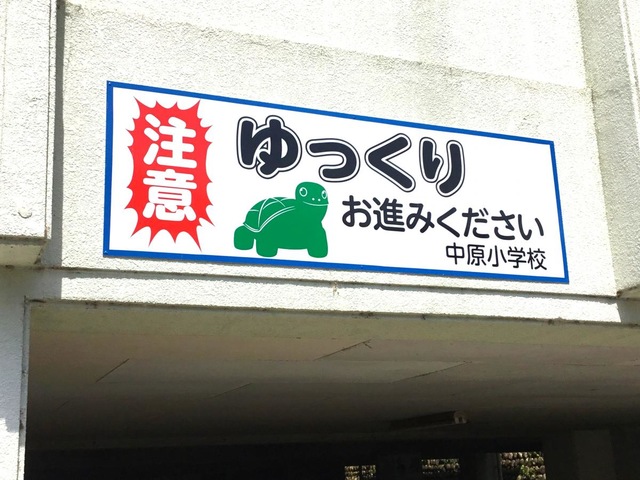 注意
ゆっくり
お進みください
中原小学校